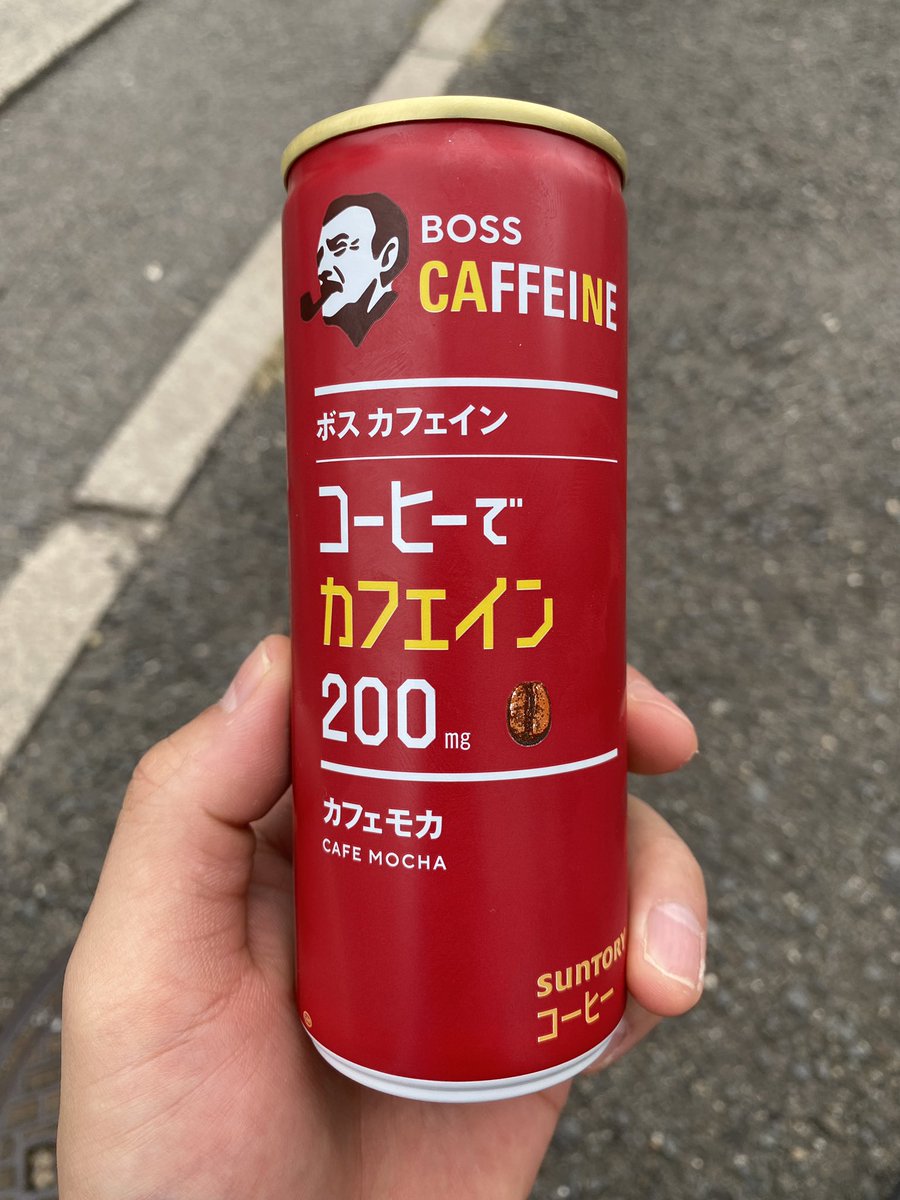 BOSS
CAFFEINE
ボス カフェイン
コーヒーで
カフェイン
200mg
カフェモカ
CAFE MOCHA
SUNTORY
コーヒー